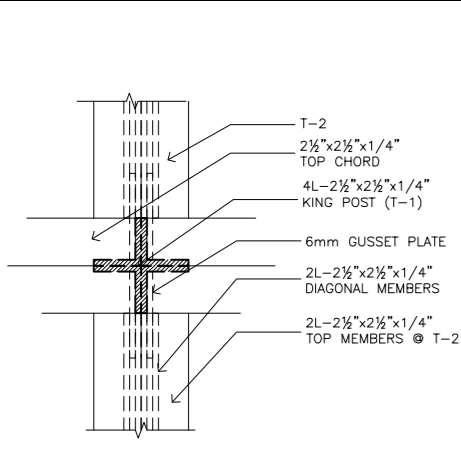 T-2
2½"x2½"x1/4"
TOP CHORD
4L-2½"x2½"x1/4"
KING POST (T-1)
6mm GUSSET PLATE
2L-2½"x2½"x1/4"
DIAGONAL MEMBERS
2L-2½"x2½"x1/4"
TOP MEMBERS @ T-2